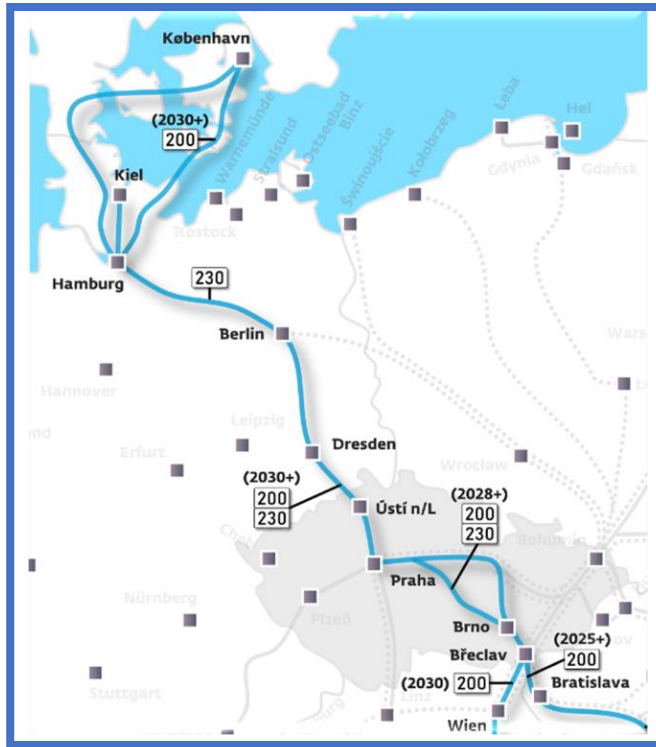 København
(2030+)
200
Warnemünde
Stralsund
Ostseebad
Binz
Świnoujście
Kołobrzeg
Łeba
Hel
Gdynia
Gdańsk
Kiel
Rostock
Hamburg
230
Berlin
Hannover
Leipzig
Erfurt
Dresden
Wrocław
(2030+)
200
230
Ústí n/L
(2028+)
200
230
Bohumín
Praha
Plzeň
Nürnberg
Brno
Břeclav
(2025+)
200
Bratislava
(2030)
200
Stuttgart
Linz
Wien